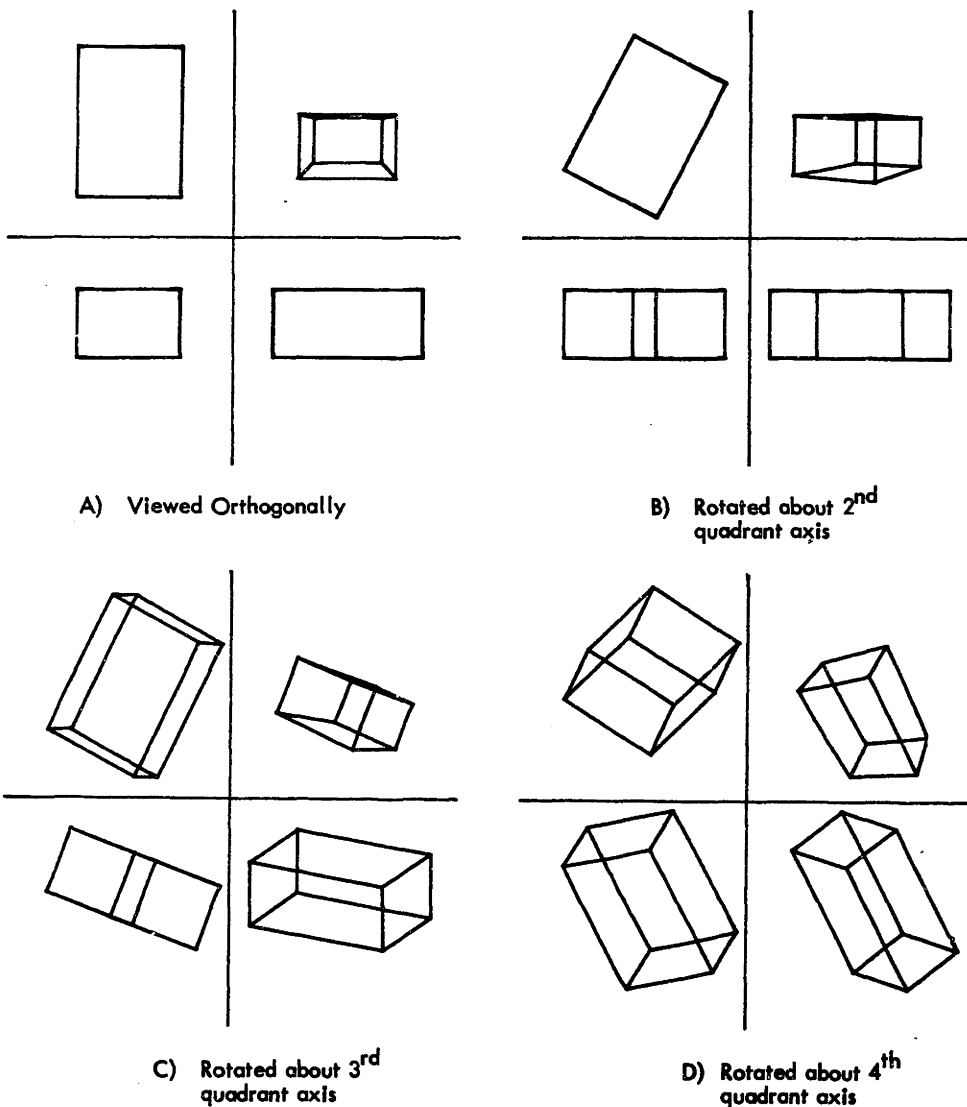 A) Viewed Orthogonally
B) Rotated about 2nd
quadrant axis
C) Rotated about 3rd
quadrant axis
D) Rotated about 4th
quadrant axis